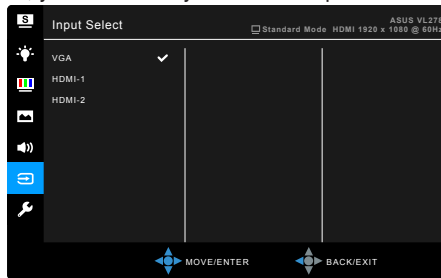 S
Input Select
ASUS VL278
Standard Mode HDMI 1920 x 1080 @ 60Hz
VGA
HDMI-1
HDMI-2
MOVE/ENTER
BACK/EXIT